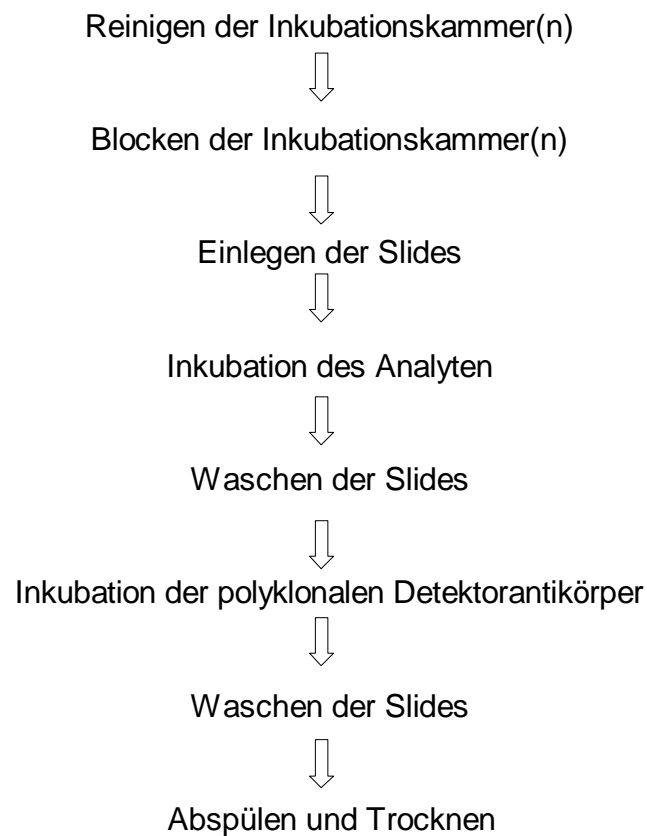 Reinigen der Inkubationskammer(n)
Blocken der Inkubationskammer(n)
Einlegen der Slides
Inkubation des Analyten
Waschen der Slides
Inkubation der polyklonalen Detektorantikörper
Waschen der Slides
Abspülen und Trocknen